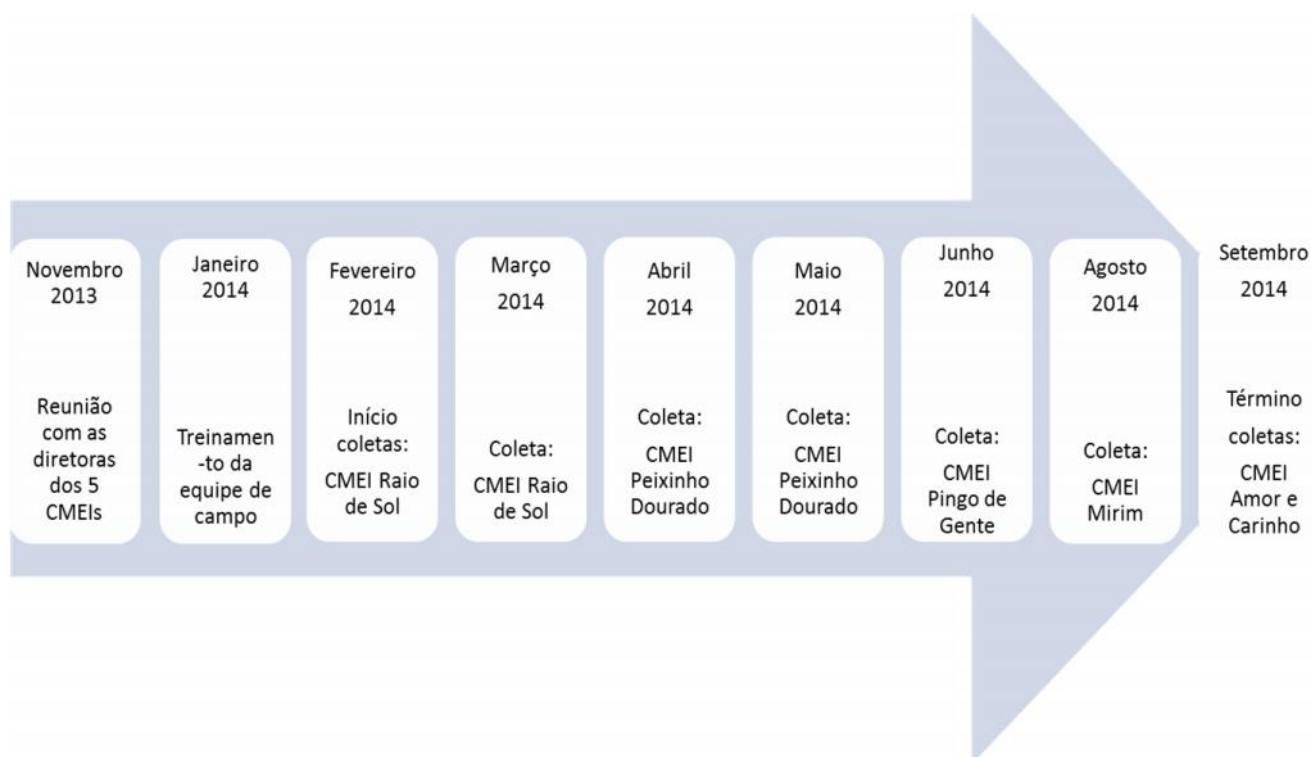 Novembro
2013
Reunião
com as
diretoras
dos 5
CMEIs
Janeiro
2014
Treinamen
-to da
equipe de
campo
Fevereiro
2014
Início
coletas:
CMEI Raio
de Sol
Março
2014
Coleta:
CMEI Raio
de Sol
Abril
2014
Coleta:
CMEI
Peixinho
Dourado
Maio
2014
Coleta:
CMEI
Peixinho
Dourado
Junho
2014
Coleta:
CMEI
Pingo de
Gente
Agosto
2014
Coleta:
CMEI
Mirim
Setembro
2014
Término
coletas:
CMEI
Amor e
Carinho